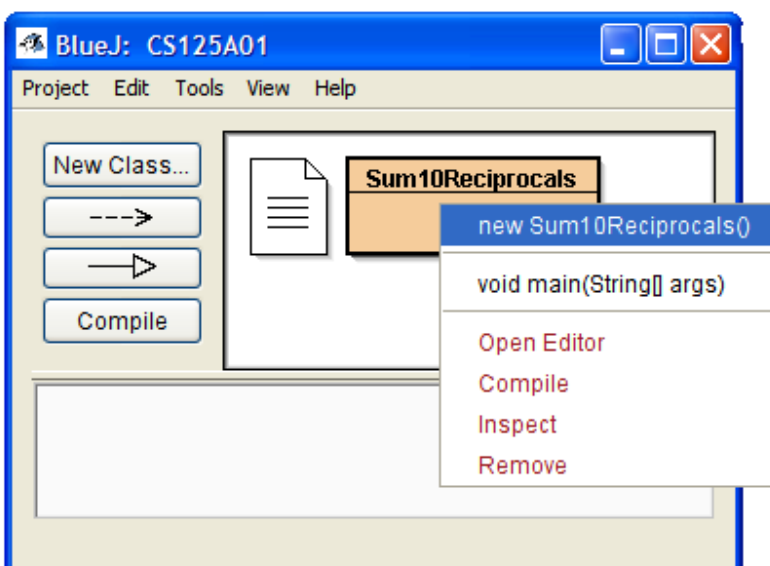 BlueJ: CS125A01
Project Edit Tools View Help
New Class...
Compile
Sum10Reciprocals
new Sum10Reciprocals()
void main(String[] args)
Open Editor
Compile
Inspect
Remove